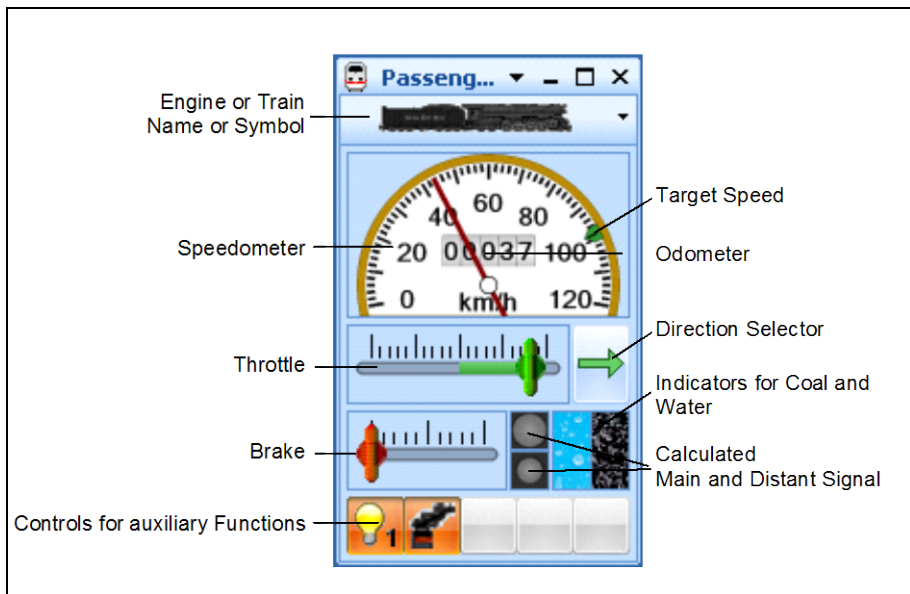 Passeng...
Engine or Train
Name or Symbol
Target Speed
Speedometer
Odometer
0 20 40 60 80 100 120
00037
km/h
Direction Selector
Throttle
Indicators for Coal and
Water
Brake
Calculated
Main and Distant Signal
Controls for auxiliary Functions
1